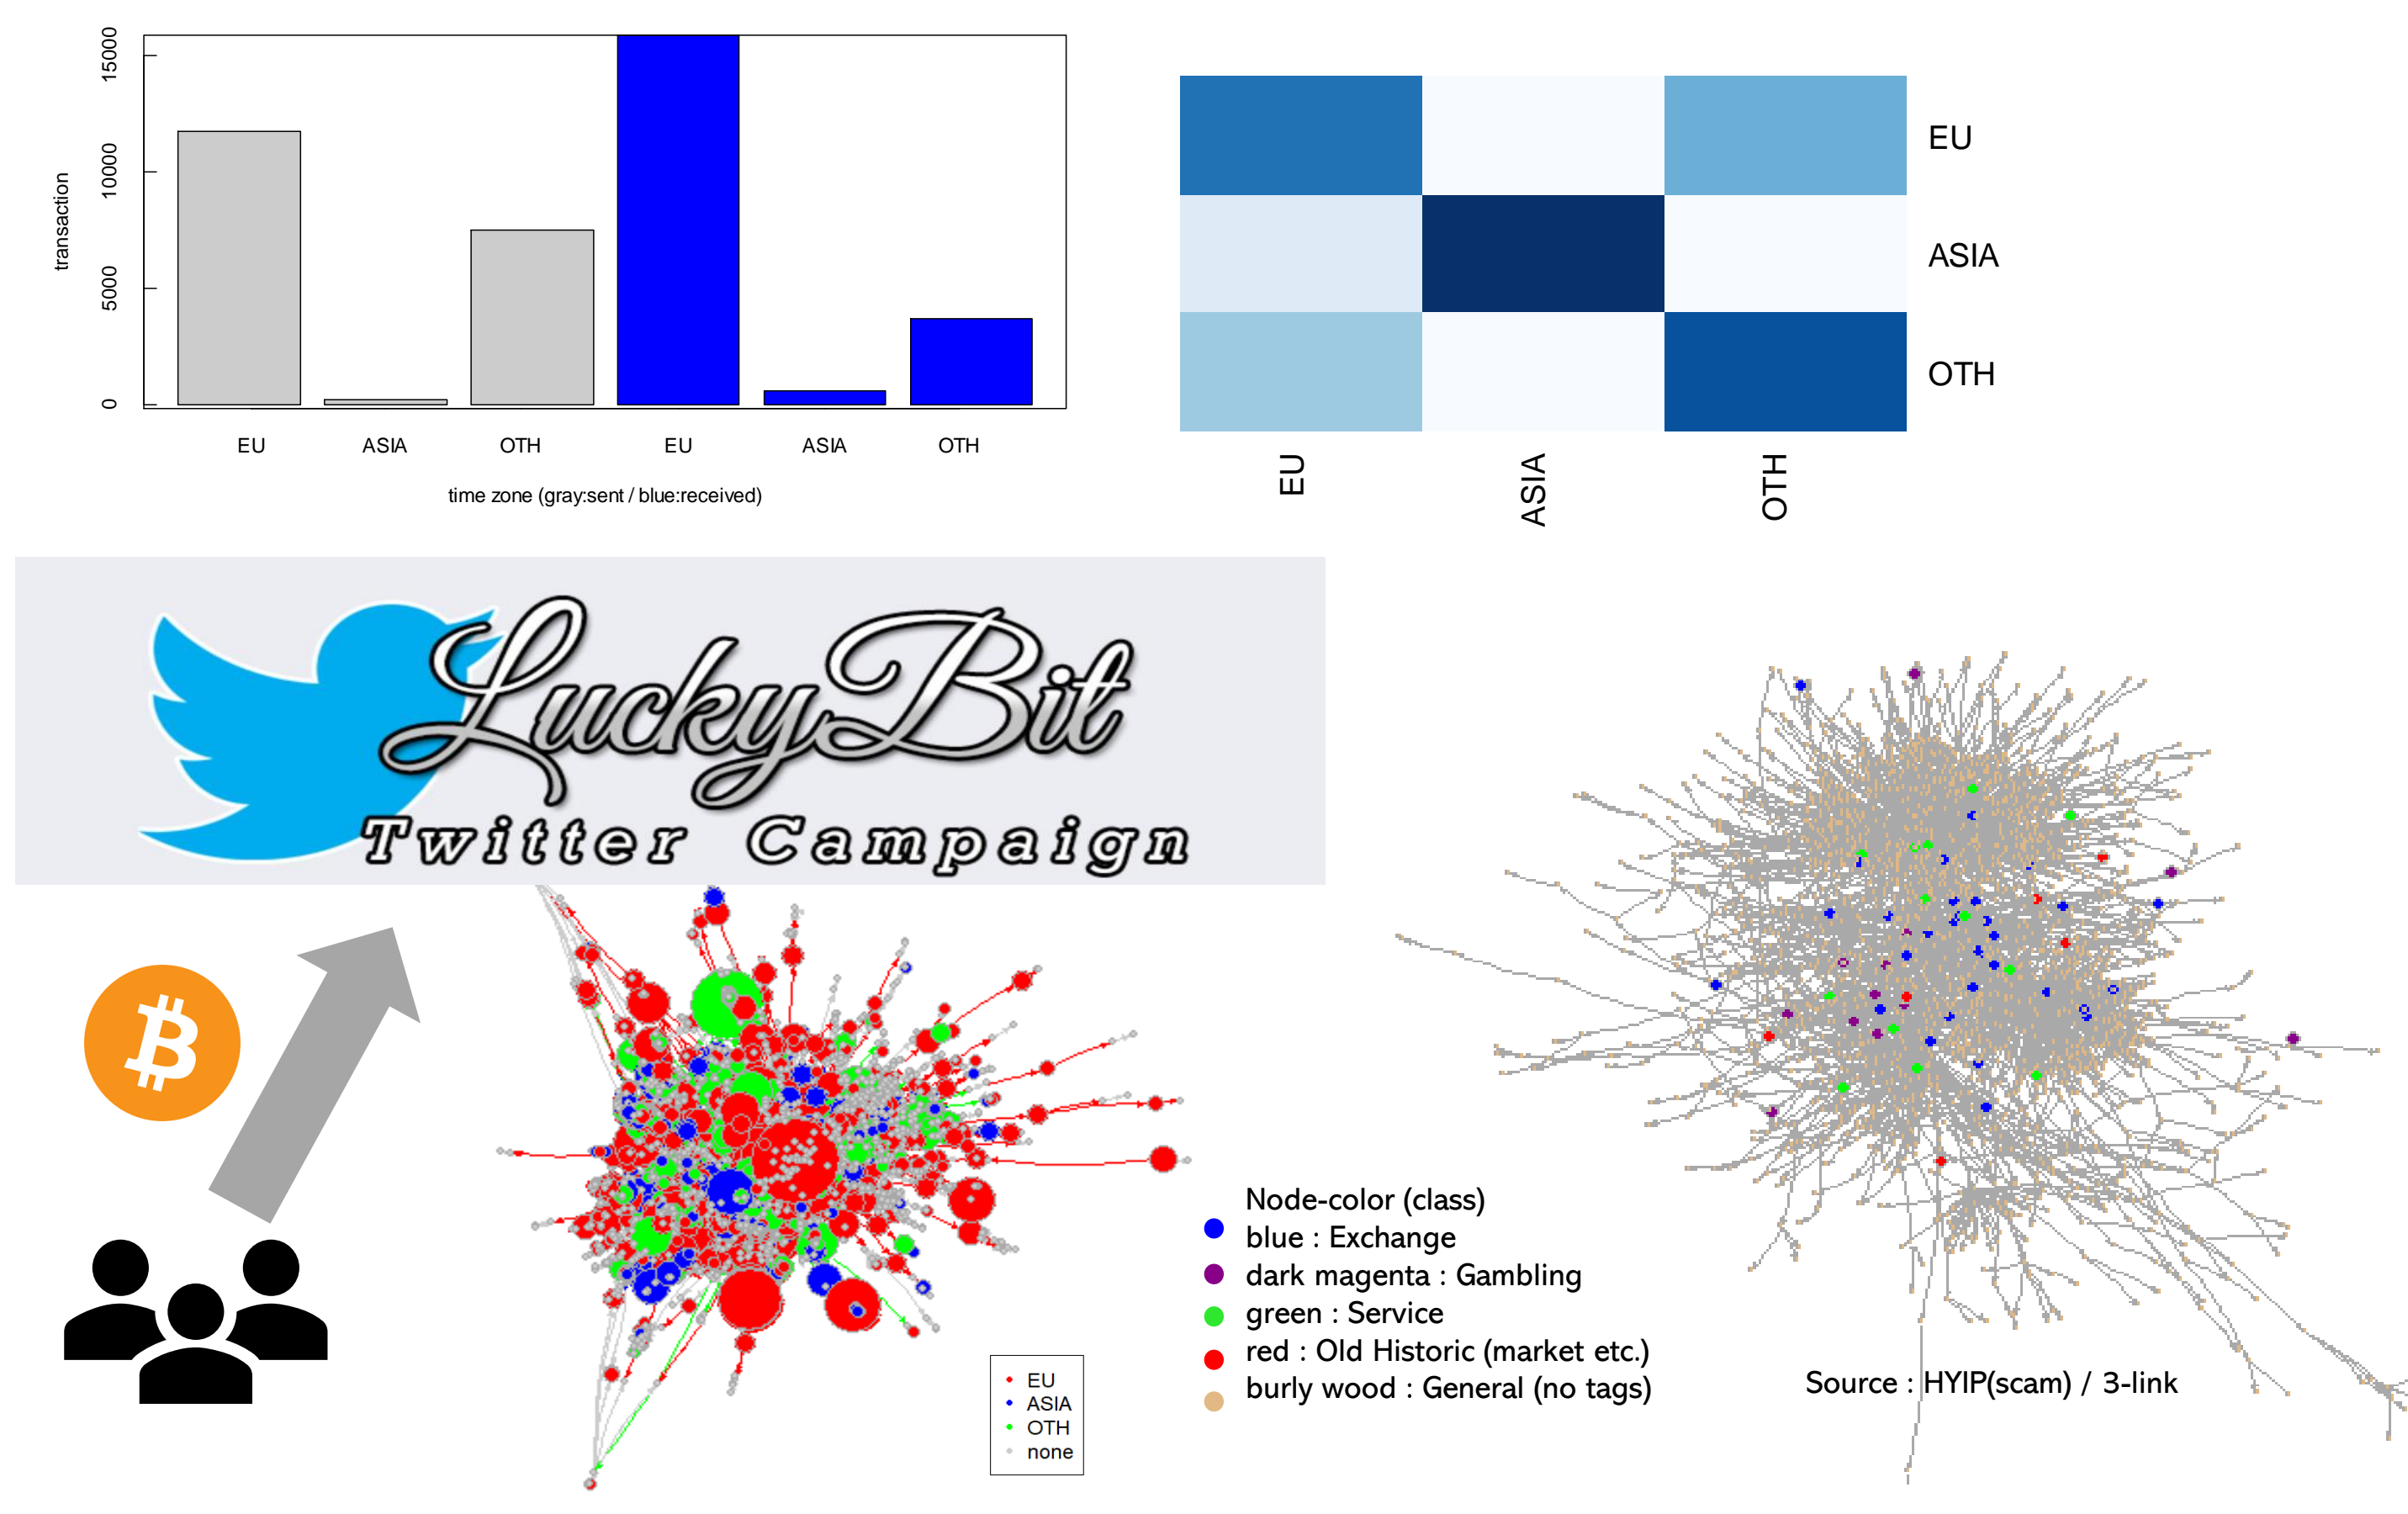 15000
10000
5000
0
transaction
EU ASIA OTH EU ASIA OTH
time zone (gray:sent / blue:received)
EU
ASIA
OTH
EU
ASIA
OTH
LuckyBit
Twitter Campaign
EU
ASIA
OTH
none
Node-color (class)
blue : Exchange
dark magenta : Gambling
green : Service
red : Old Historic (market etc.)
burly wood : General (no tags)
Source : HYIP(scam) / 3-link